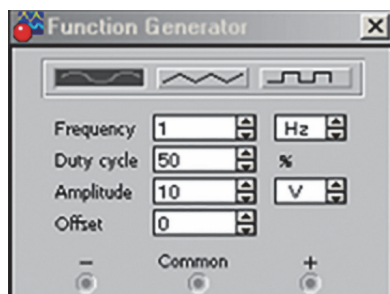 Function Generator
Frequency 1 Hz
Duty cycle 50 %
Amplitude 10 V
Offset 0
- Common +